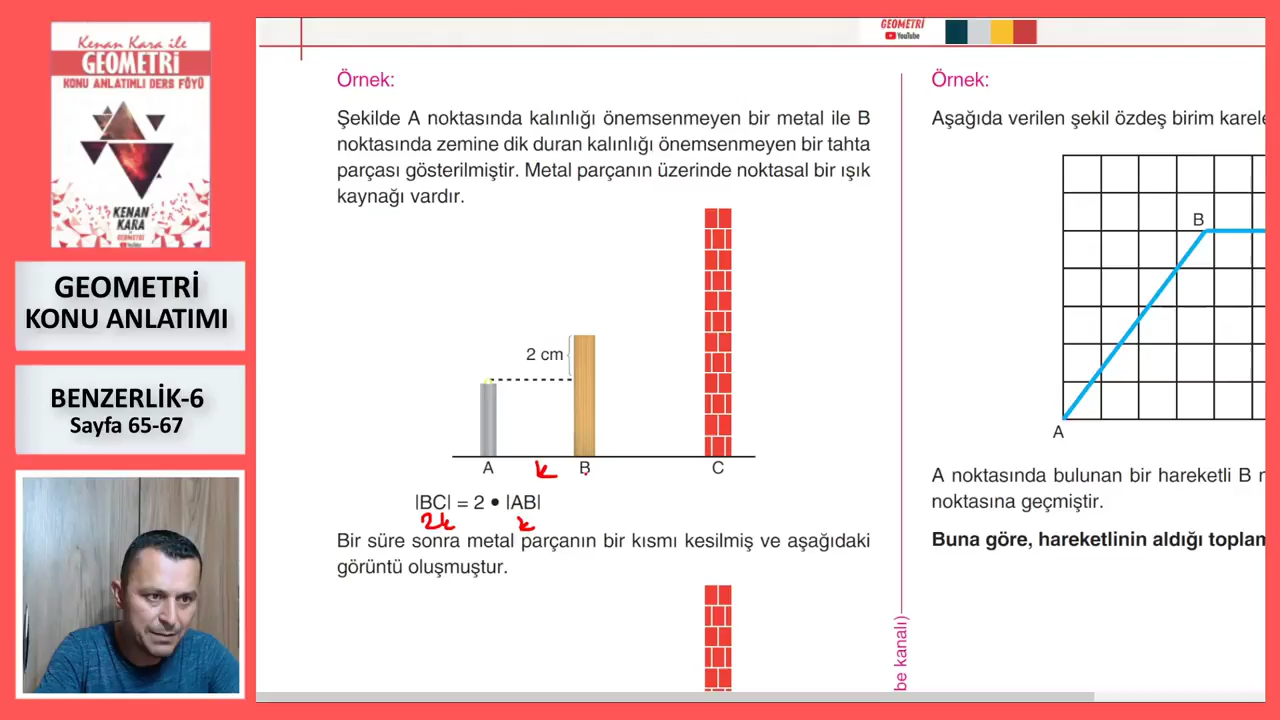 Kenan Kara ile
GEOMETRİ
KONU ANLATIMLI DERS FÖYÜ
KENAN
KARA
GEOMETRİ
KONU ANLATIMI
BENZERLİK-6
Sayfa 65-67
GEOMETRİ
YouTube
Örnek:
Şekilde A noktasında kalınlığı önemsenmeyen bir metal ile B
noktasında zemine dik duran kalınlığı önemsenmeyen bir tahta
parçası gösterilmiştir. Metal parçanın üzerinde noktasal bir ışık
kaynağı vardır.
2 cm
A k B C
|BC| = 2 • |AB|
2k k
Bir süre sonra metal parçanın bir kısmı kesilmiş ve aşağıdaki
görüntü oluşmuştur.
be kanalı)
Örnek:
Aşağıda verilen şekil özdeş birim karele
B
A
A noktasında bulunan bir hareketli B n
noktasına geçmiştir.
Buna göre, hareketlinin aldığı toplam